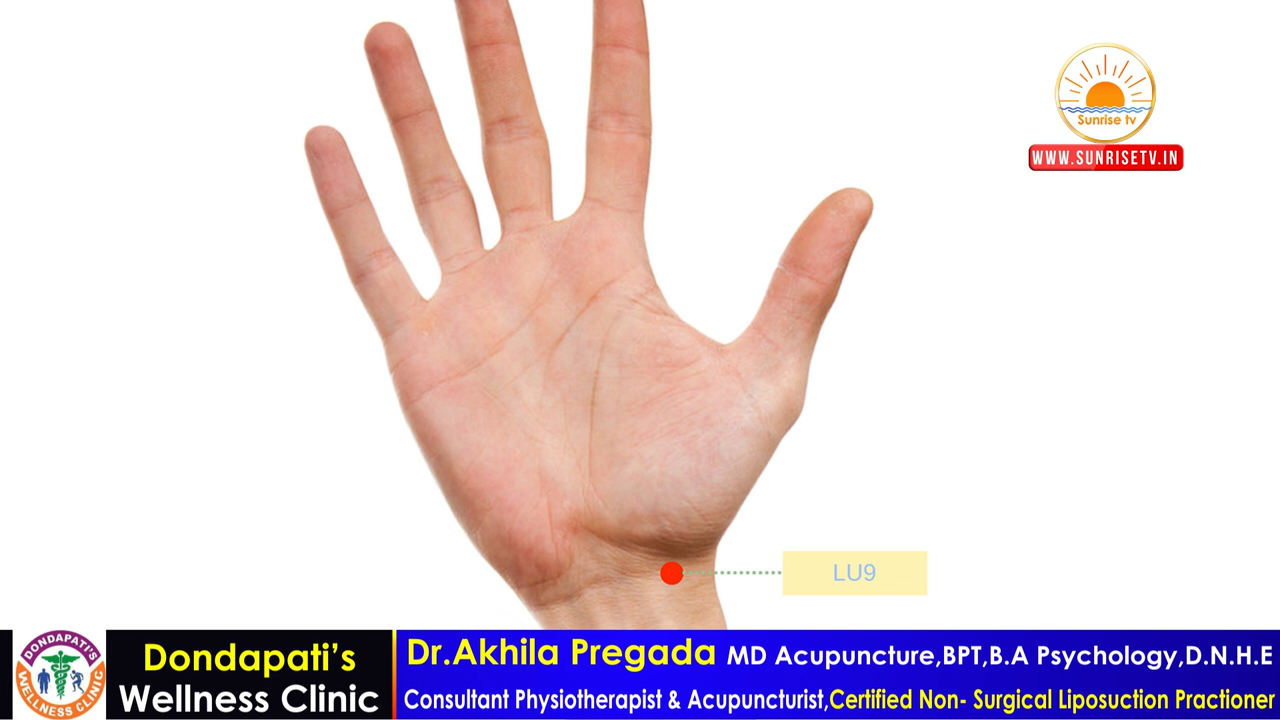 Sunrise tv
WWW.SUNRISETV.IN
LU9
DONDAPATI'S
WELLNESS CLINIC
Dondapati's
Wellness Clinic
Dr.Akhila Pregada MD Acupuncture,BPT,B.A Psychology,D.N.H.E
Consultant Physiotherapist & Acupuncturist,Certified Non- Surgical Liposuction Practioner